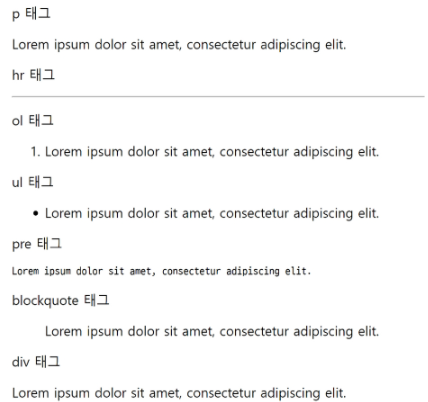 p 태그
Lorem ipsum dolor sit amet, consectetur adipiscing elit.
hr 태그
ol 태그
1. Lorem ipsum dolor sit amet, consectetur adipiscing elit.
ul 태그
• Lorem ipsum dolor sit amet, consectetur adipiscing elit.
pre 태그
Lorem ipsum dolor sit amet, consectetur adipiscing elit.
blockquote 태그
Lorem ipsum dolor sit amet, consectetur adipiscing elit.
div 태그
Lorem ipsum dolor sit amet, consectetur adipiscing elit.